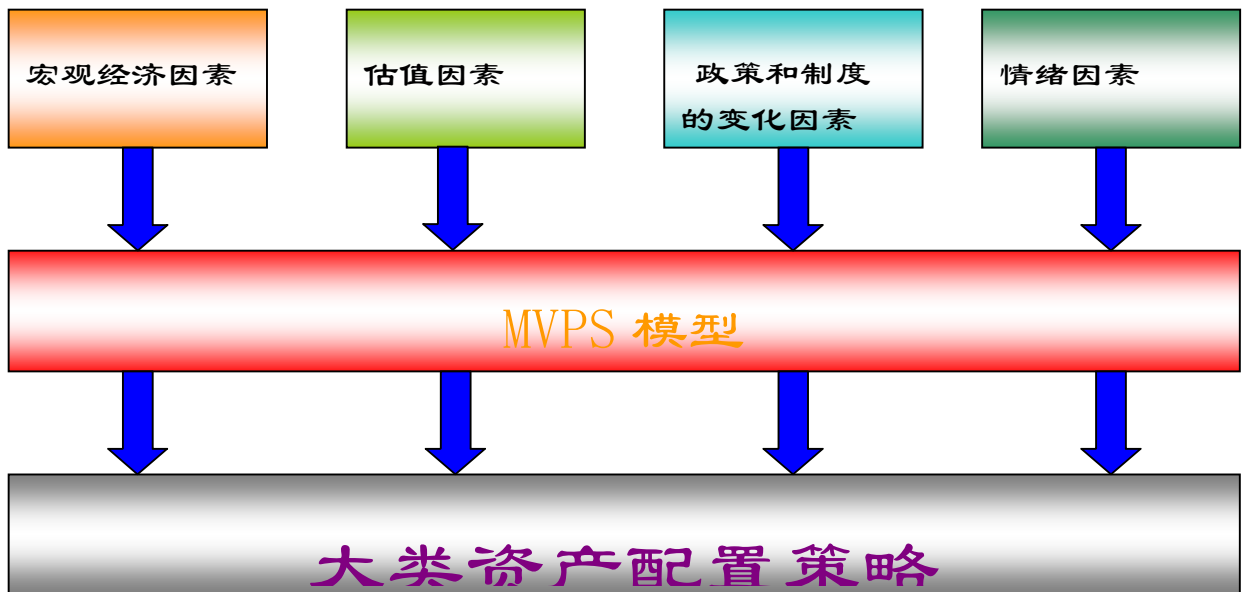 宏观经济因素
估值因素
政策和制度
的变化因素
情绪因素
MVPS 模型
大类资产配置策略